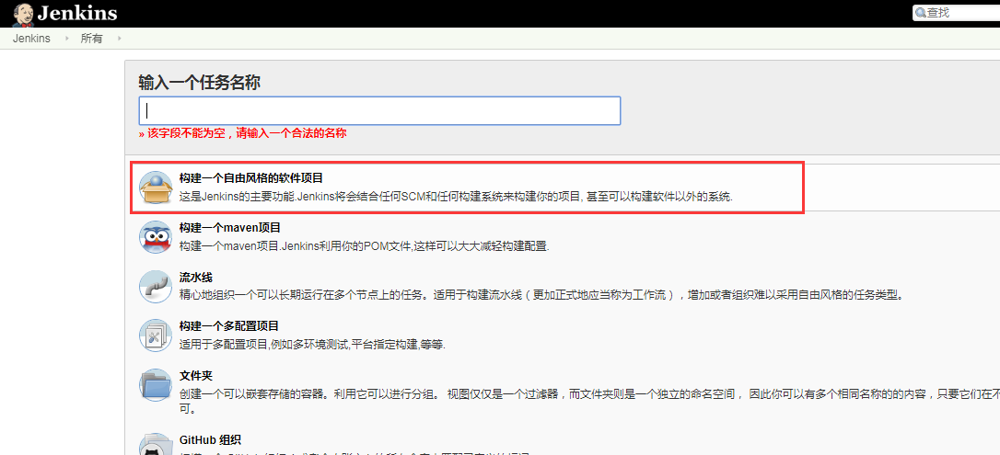 Jenkins
查找
Jenkins 所有
输入一个任务名称
» 该字段不能为空，请输入一个合法的名称
构建一个自由风格的软件项目
这是Jenkins的主要功能.Jenkins将会结合任何SCM和任何构建系统来构建你的项目, 甚至可以构建软件以外的系统.
构建一个maven项目
构建一个maven项目.Jenkins利用你的POM文件,这样可以大大减轻构建配置.
流水线
精心地组织一个可以长期运行在多个节点上的任务。适用于构建流水线（更加正式地应当称为工作流），增加或者组织难以采用自由风格的任务类型。
构建一个多配置项目
适用于多配置项目,例如多环境测试,平台指定构建,等等.
文件夹
创建一个可以嵌套存储的容器。利用它可以进行分组。 视图仅仅是一个过滤器，而文件夹则是一个独立的命名空间， 因此你可以有多个相同名称的的内容，只要它们在不
可。
GitHub 组织